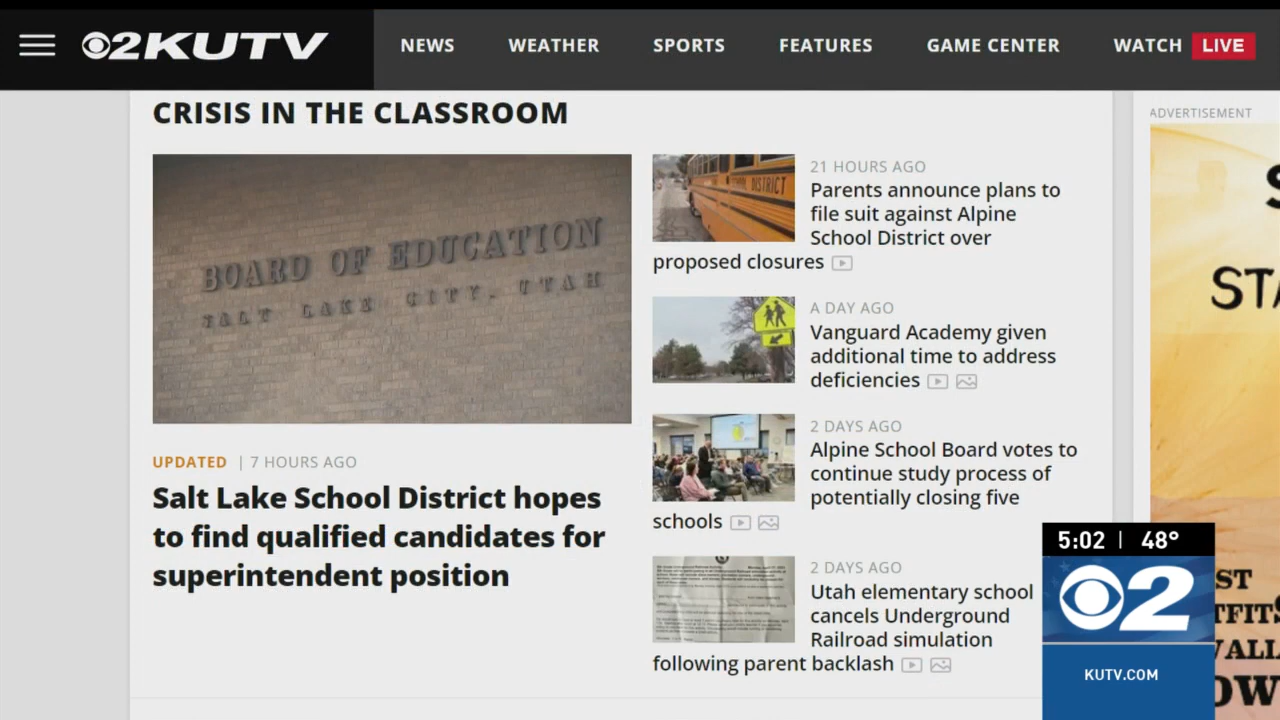 2KUTV
NEWS
WEATHER
SPORTS
FEATURES
GAME CENTER
WATCH LIVE
CRISIS IN THE CLASSROOM
BOARD OF EDUCATION
SALT LAKE CITY, UTAH
UPDATED | 7 HOURS AGO
Salt Lake School District hopes
to find qualified candidates for
superintendent position
SCHOOL DISTRICT
21 HOURS AGO
Parents announce plans to
file suit against Alpine
School District over
proposed closures
A DAY AGO
Vanguard Academy given
additional time to address
deficiencies
2 DAYS AGO
Alpine School Board votes to
continue study process of
potentially closing five
schools
2 DAYS AGO
Utah elementary school
cancels Underground
Railroad simulation
following parent backlash
ADVERTISEMENT
5:02 | 48°
2
KUTV.COM